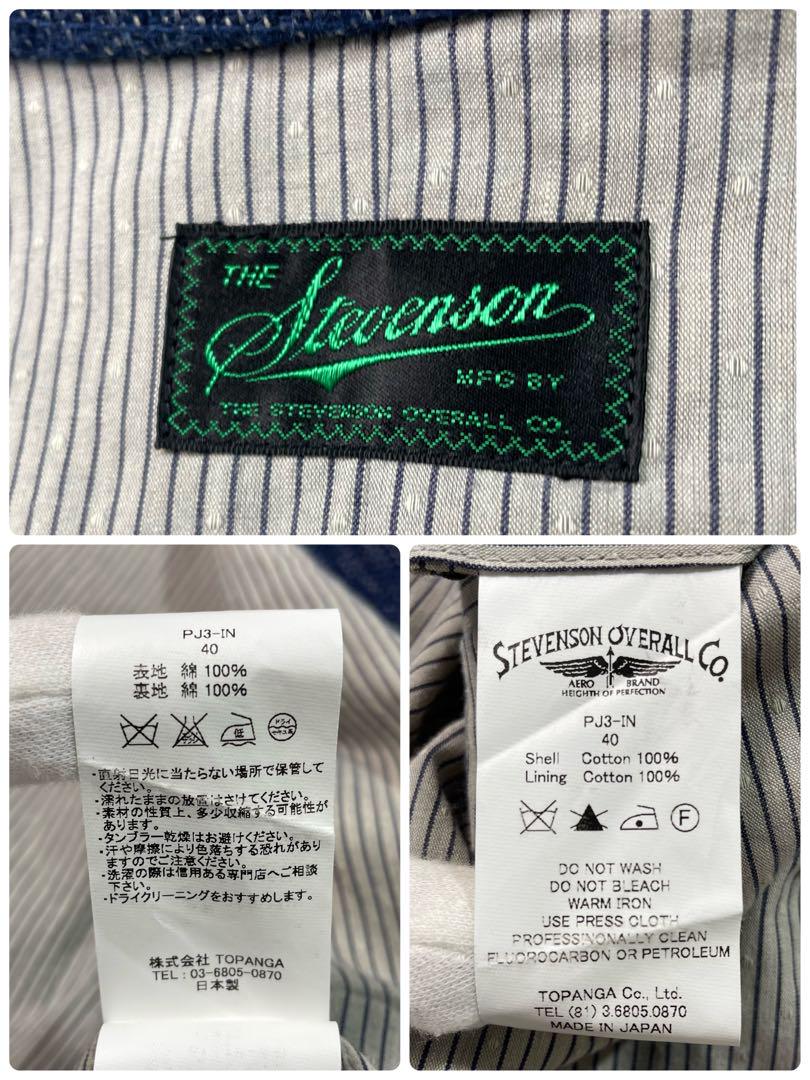 THE
Stevenson
MFG BY
THE STEVENSON OVERALL CO.
PJ3-IN
40
表地 綿 100%
裏地 綿 100%
低
ドライ
セキユ系
・直射日光に当たらない場所で保管して
ください。
・濡れたままの放置はさけてください。
・素材の性質上、多少収縮する可能性が
あります。
・タンブラー乾燥はお避けください。
・汗や摩擦により色落ちする恐れがあり
ますのでご注意ください。
・洗濯の際は信用ある専門店へご相談
下さい。
・ドライクリーニングをおすすめします。
株式会社 TOPANGA
TEL : 03-6805-0870
日本製
STEVENSON OVERALL CO.
AERO BRAND
HEIGHTH OF PERFECTION
PJ3-IN
40
Shell Cotton 100%
Lining Cotton 100%
F
DO NOT WASH
DO NOT BLEACH
WARM IRON
USE PRESS CLOTH
PROFESSINONALLY CLEAN
FLUOROCARBON OR PETROLEUM
TOPANGA Co., Ltd.
TEL (81) 3.6805.0870
MADE IN JAPAN